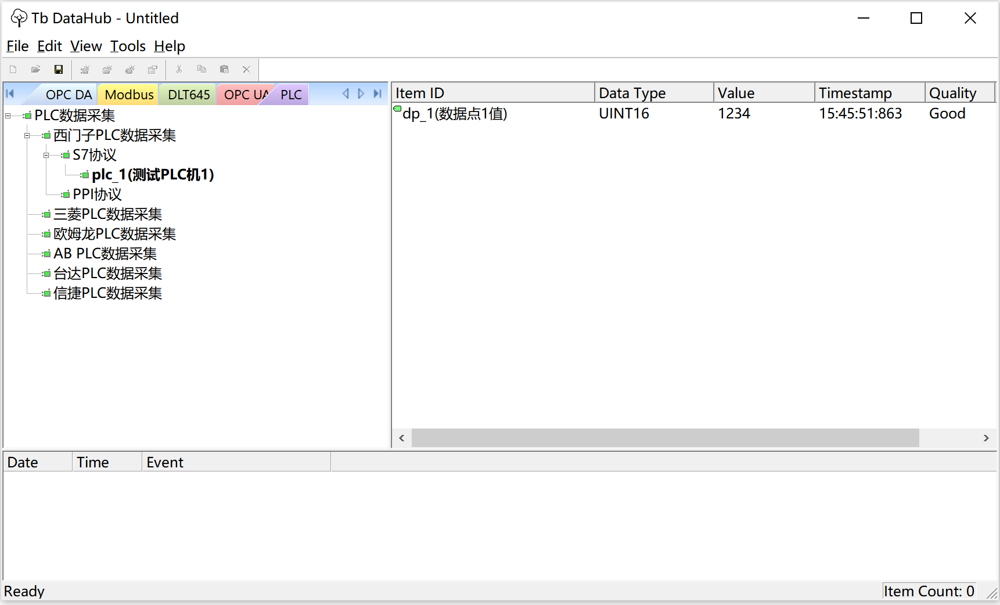 Tb DataHub - Untitled
File Edit View Tools Help
OPC DA Modbus DLT645 OPC UA PLC
PLC数据采集
西门子PLC数据采集
S7协议
plc_1(测试PLC机1)
PPI协议
三菱PLC数据采集
欧姆龙PLC数据采集
AB PLC数据采集
台达PLC数据采集
信捷PLC数据采集
Item ID Data Type Value Timestamp Quality
dp_1(数据点1值) UINT16 1234 15:45:51:863 Good
Date Time Event
Ready Item Count: 0